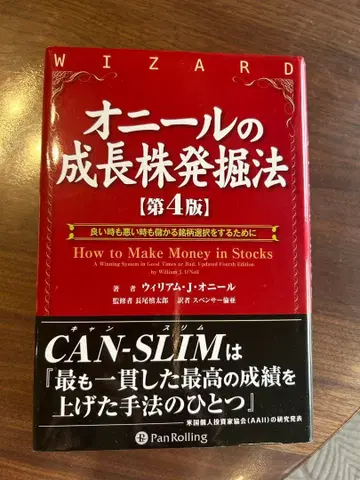 WIZARD
オニールの
成長株発掘法
【第4版】
良い時も悪い時も儲かる銘柄選択をするために
How to Make Money in Stocks
A Winning System in Good Times or Bad, Updated Fourth Edition
by William J. O'Neil
著 者 ウィリアム・J・オニール
監修者 長尾慎太郎 訳者 スペンサー倫亜
キャン スリム
CAN-SLIMは
『最も一貫した最高の成績を
上げた手法のひとつ』
米国個人投資家協会(AAII)の研究発表
PanRolling